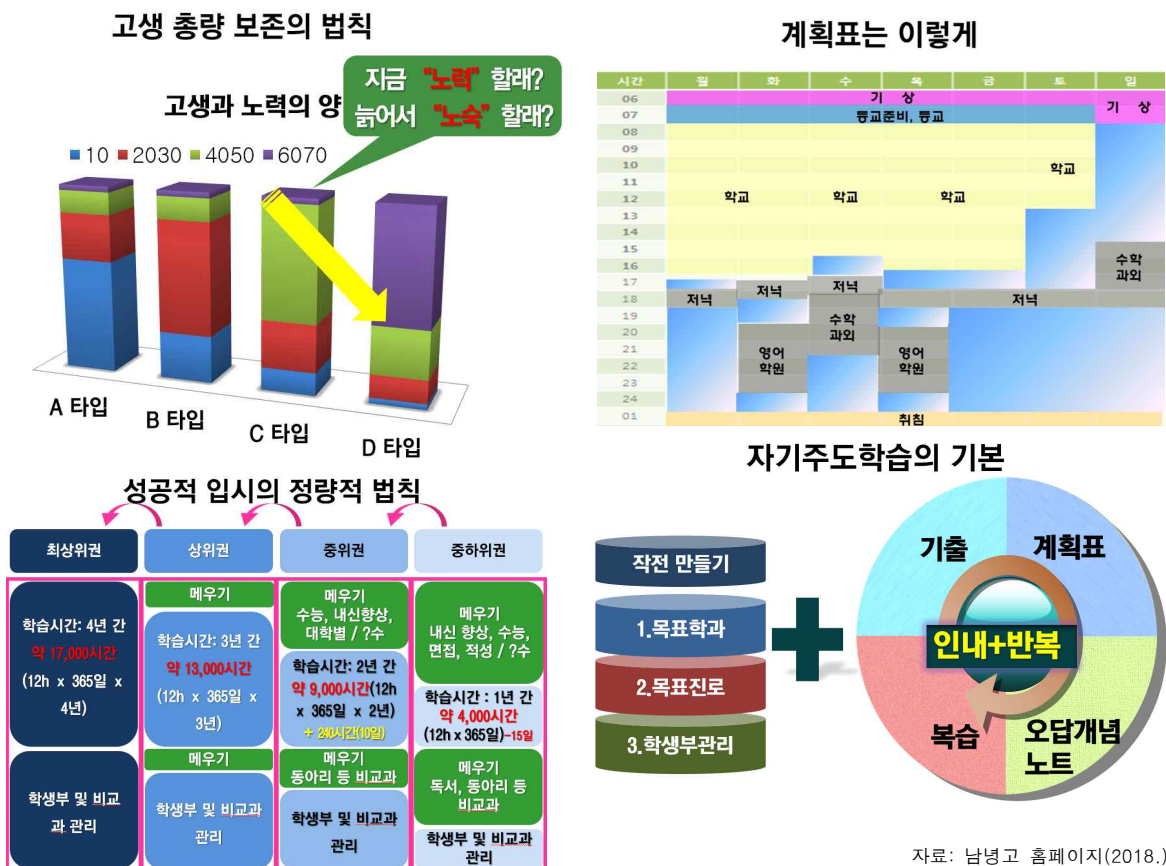 고생 총량 보존의 법칙
고생과 노력의 양
지금 “노력” 할래?
늙어서 “노숙” 할래?
10 2030 4050 6070
A 타입
B 타입
C 타입
D 타입
계획표는 이렇게
시간 월 화 수 목 금 토 일
06 기 상
07 등교준비, 등교
기 상
08
09
10
11
12
13
14
15
16
17
18
19
20
21
22
23
24
01
학교
학교
학교
학교
수학
과외
저녁
저녁
저녁
저녁
수학
과외
영어
학원
영어
학원
취침
성공적 입시의 정량적 법칙
최상위권
학습시간: 4년 간
약 17,000시간
(12h x 365일 x
4년)
학생부 및 비교
과 관리
상위권
메우기
학습시간: 3년 간
약 13,000시간
(12h x 365일 x
3년)
메우기
학생부 및 비교과
관리
중위권
메우기
수능, 내신향상,
대학별 / ?수
학습시간: 2년 간
약 9,000시간(12h
x 365일 x 2년)
+ 240시간(10일)
메우기
동아리 등 비교과
학생부 및 비교과
관리
중하위권
메우기
내신 향상, 수능,
면접, 적성 / ?수
학습시간 : 1년 간
약 4,000시간
(12h x 365일)-15일
메우기
독서, 동아리 등
비교과
학생부 및 비교과
관리
자기주도학습의 기본
작전 만들기
1.목표학과
2.목표진로
3.학생부관리
기출
계획표
인내+반복
복습
오답개념
노트
자료: 남녕고 홈페이지(2018.)